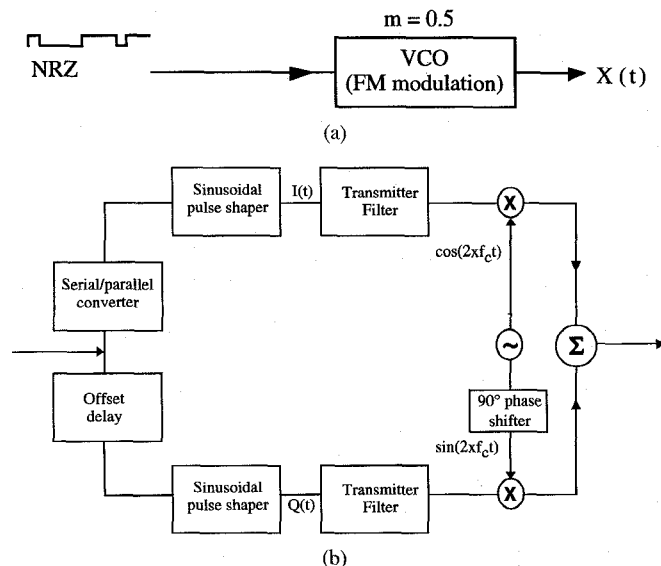 m = 0.5
NRZ
VCO
(FM modulation)
X (t)
(a)
Sinusoidal
pulse shaper
I(t)
Transmitter
Filter
X
cos(2xf_ct)
Serial/parallel
converter
~
Σ
Offset
delay
90° phase
shifter
sin(2xf_ct)
Sinusoidal
pulse shaper
Q(t)
Transmitter
Filter
X
(b)